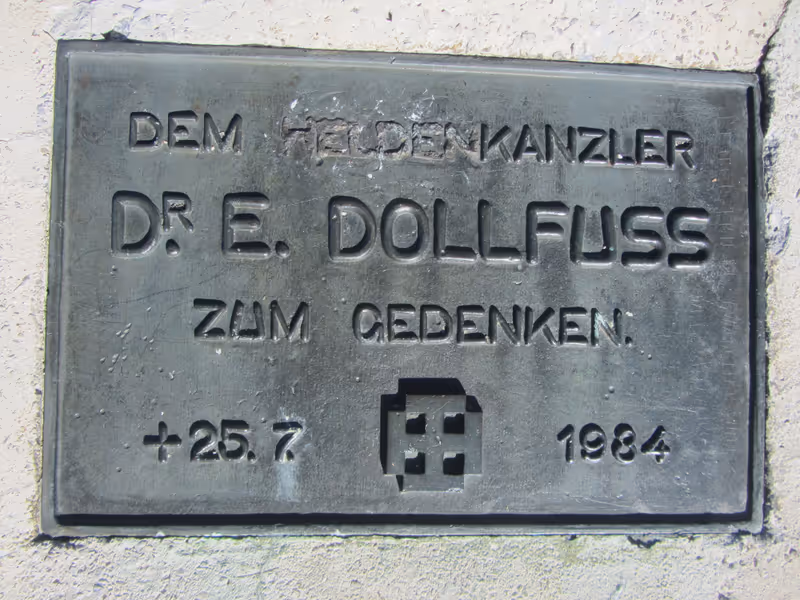 DEM HELDENKANZLER
DR. E. DOLLFUSS
ZUM GEDENKEN.
+25.7 1984